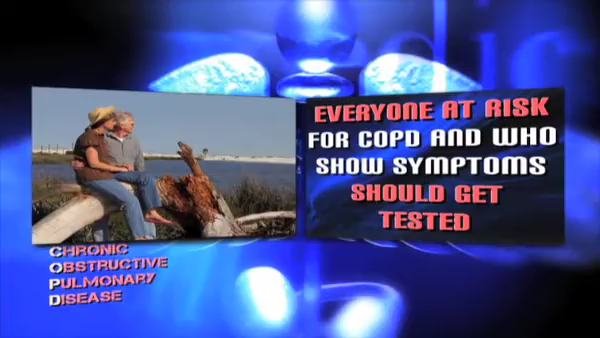 EVERYONE AT RISK
FOR COPD AND WHO
SHOW SYMPTOMS
SHOULD GET
TESTED
CHRONIC
OBSTRUCTIVE
PULMONARY
DISEASE